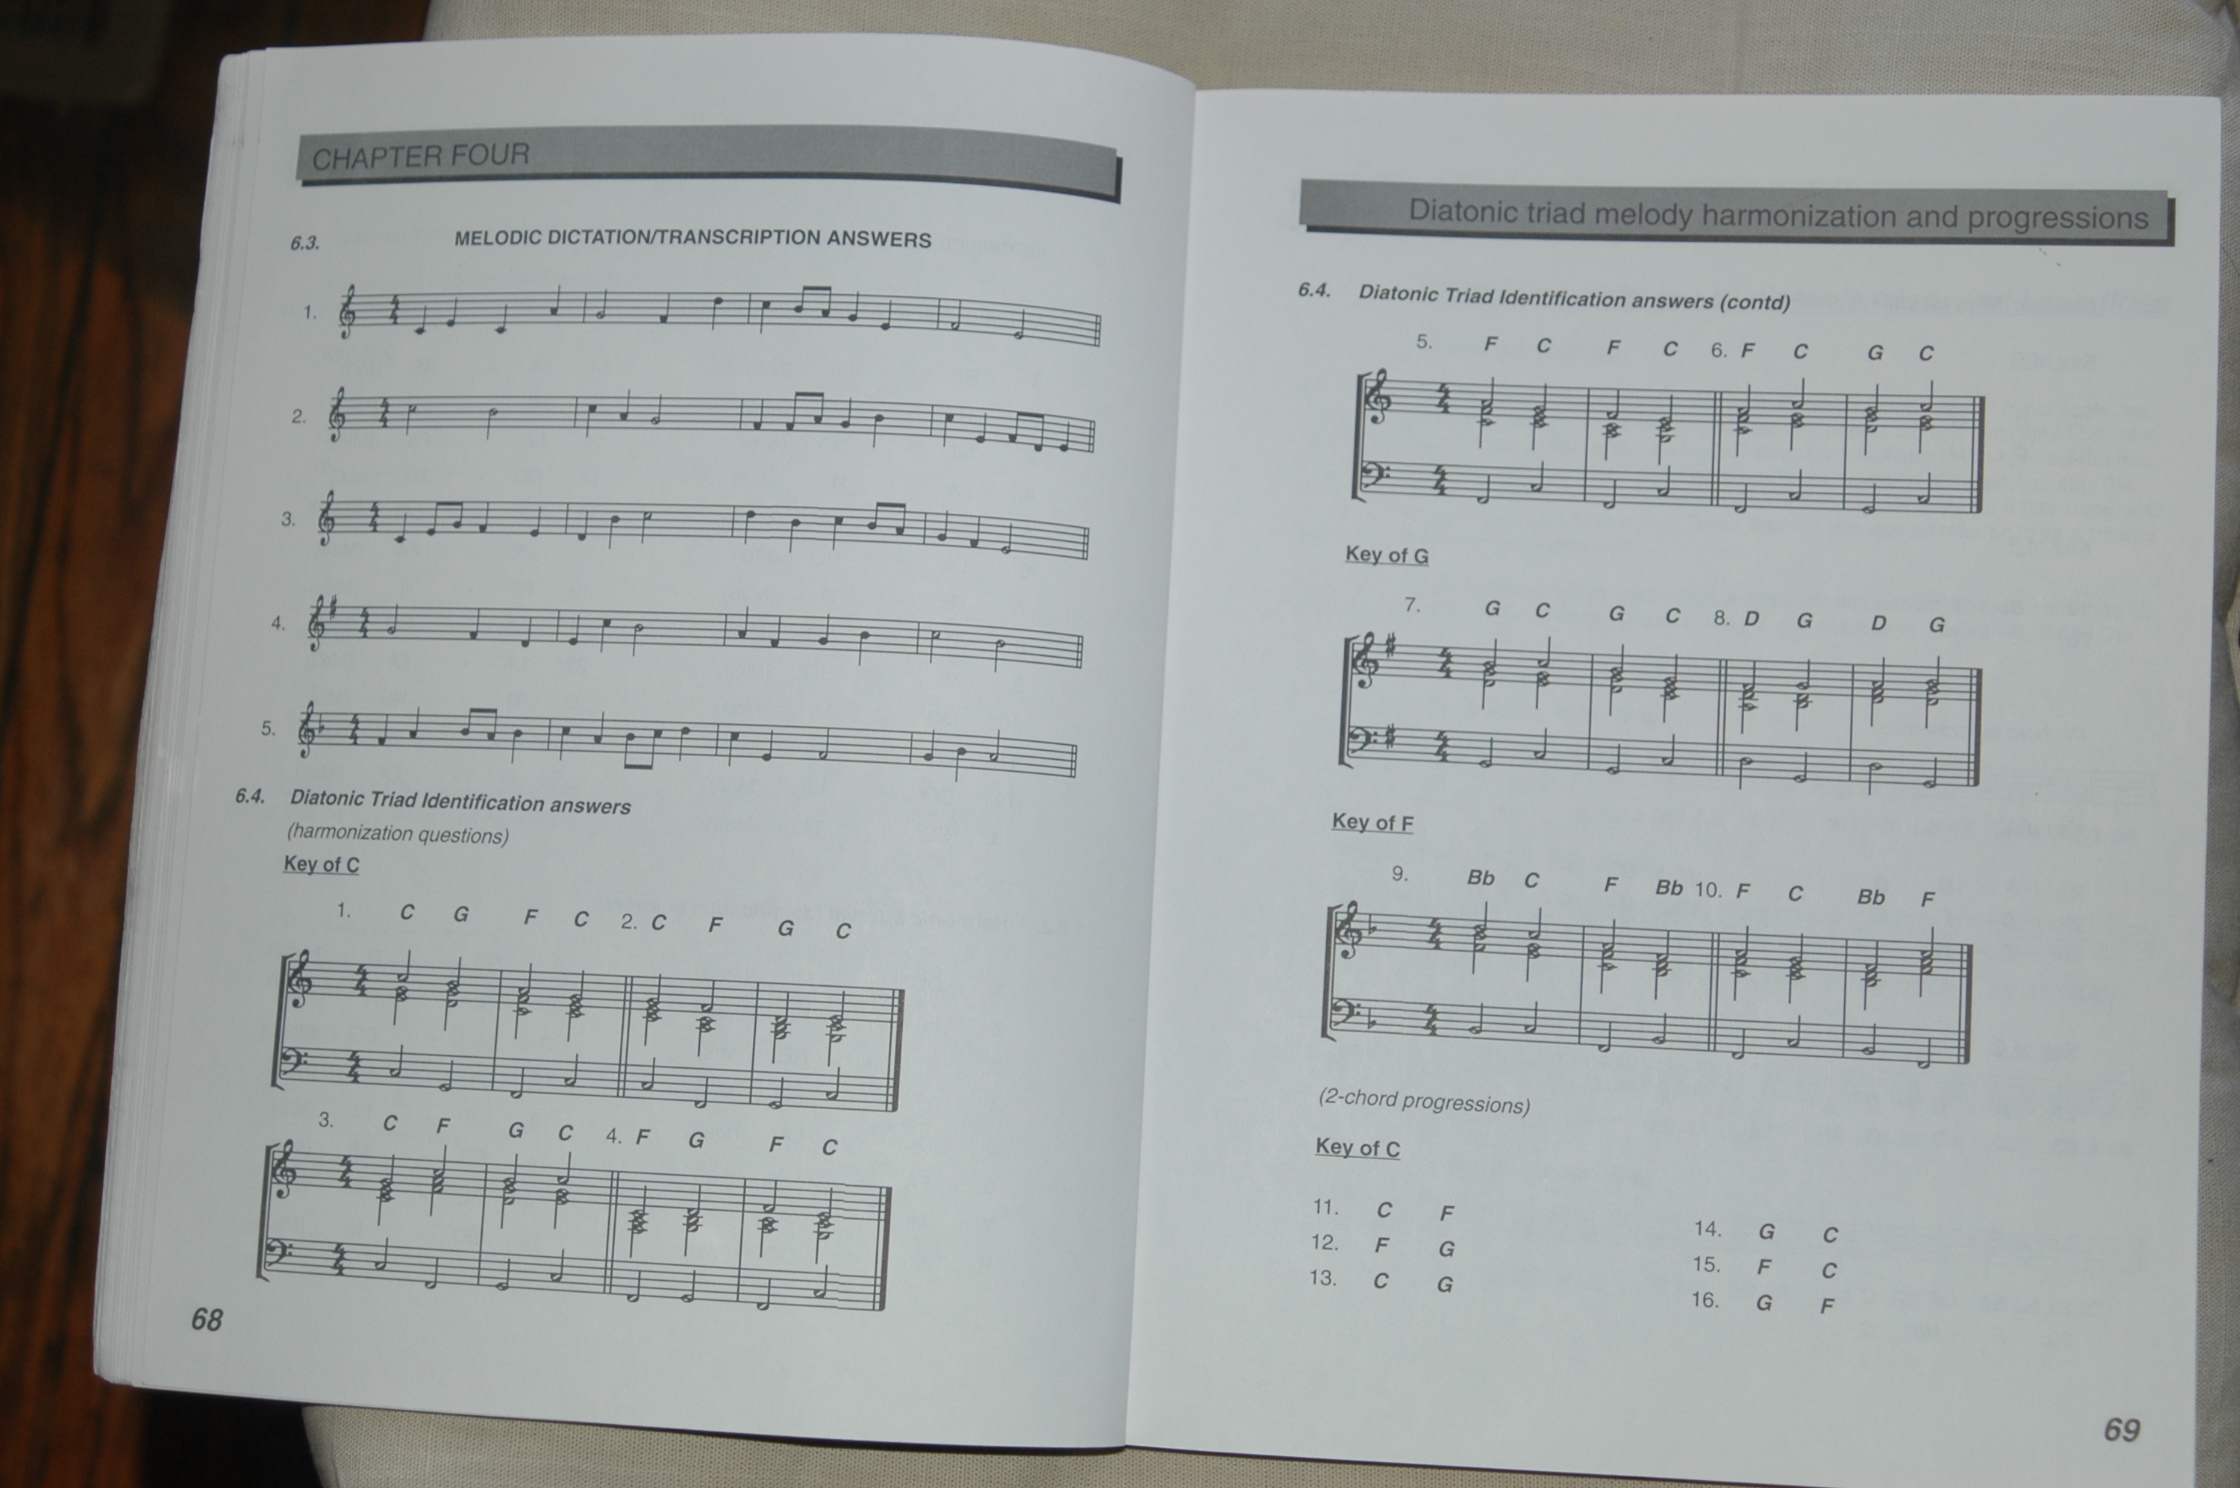 CHAPTER FOUR
6.3. MELODIC DICTATION/TRANSCRIPTION ANSWERS
1.
2.
3.
4.
5.
6.4. Diatonic Triad Identification answers
(harmonization questions)
Key of C
1. C G F C 2. C F G C
3. C F G C 4. F G F C
68
Diatonic triad melody harmonization and progressions
6.4. Diatonic Triad Identification answers (contd)
5. F C F C 6. F C G C
Key of G
7. G C G C 8. D G D G
Key of F
9. Bb C F Bb 10. F C Bb F
(2-chord progressions)
Key of C
11. C F
12. F G
13. C G
14. G C
15. F C
16. G F
69